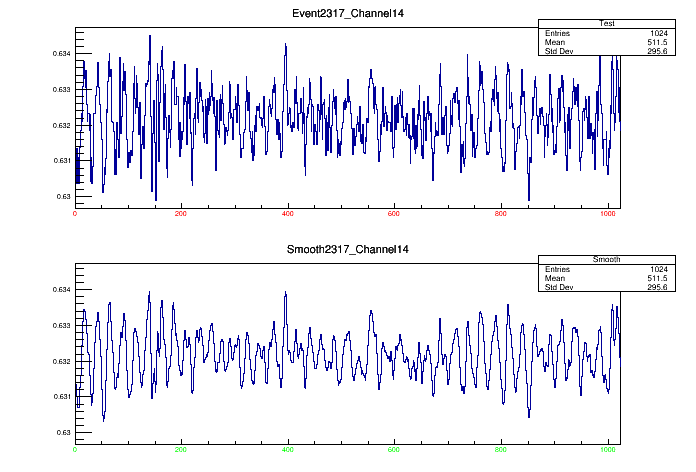 Event2317_Channel14
Test
Entries 1024
Mean 511.5
Std Dev 295.6
0.634
0.633
0.632
0.631
0.63
0 200 400 600 800 1000
Smooth2317_Channel14
Smooth
Entries 1024
Mean 511.5
Std Dev 295.6
0.634
0.633
0.632
0.631
0.63
0 200 400 600 800 1000